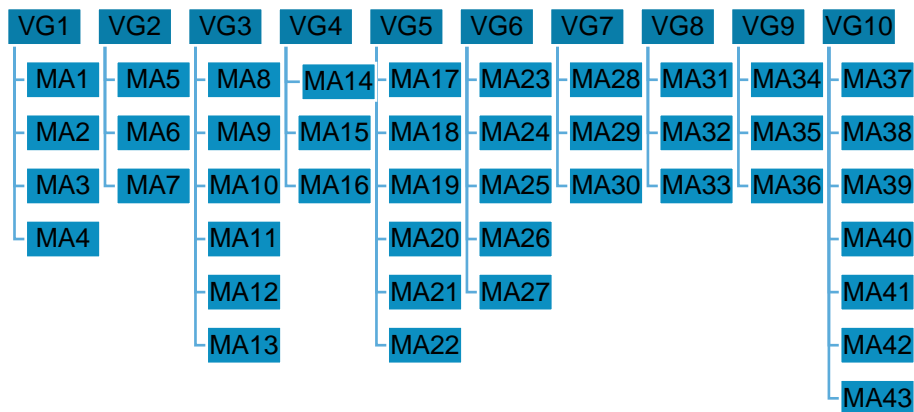 VG1 VG2 VG3 VG4 VG5 VG6 VG7 VG8 VG9 VG10
MA1 MA5 MA8 MA14 MA17 MA23 MA28 MA31 MA34 MA37
MA2 MA6 MA9 MA15 MA18 MA24 MA29 MA32 MA35 MA38
MA3 MA7 MA10 MA16 MA19 MA25 MA30 MA33 MA36 MA39
MA4 MA11 MA20 MA26 MA40
MA12 MA21 MA27 MA41
MA13 MA22 MA42
MA43